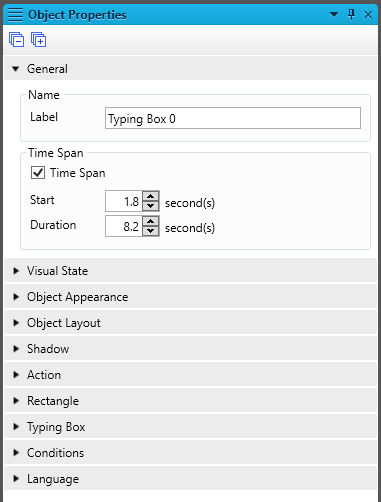 Object Properties
General
Name
Label Typing Box 0
Time Span
Time Span
Start 1.8 second(s)
Duration 8.2 second(s)
Visual State
Object Appearance
Object Layout
Shadow
Action
Rectangle
Typing Box
Conditions
Language